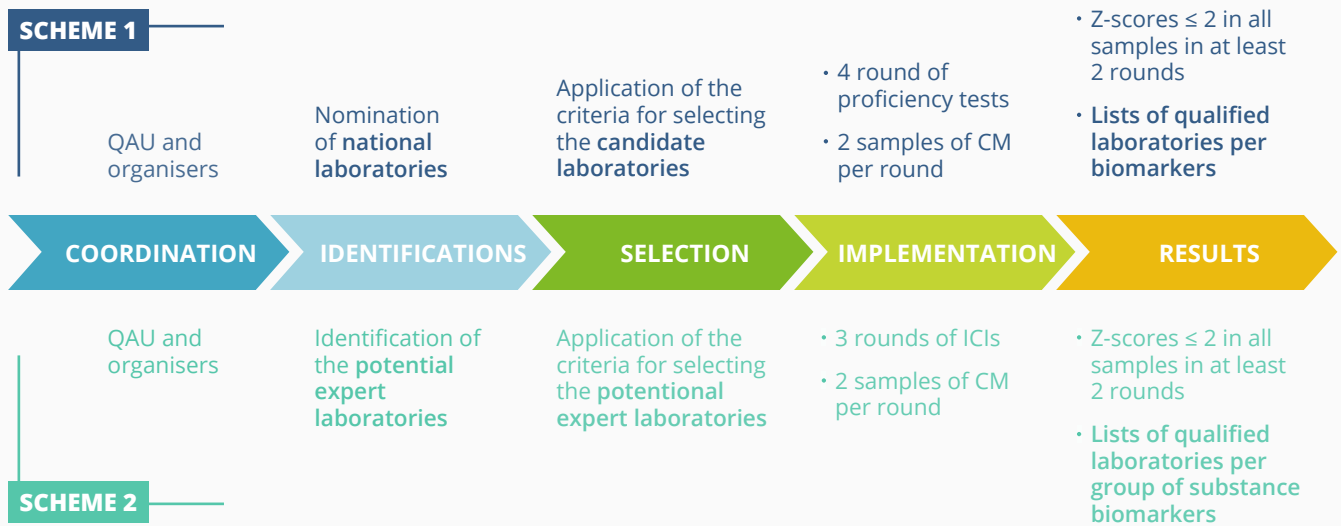 SCHEME 1
QAU and
organisers
Nomination
of national
laboratories
Application of the
criteria for selecting
the candidate
laboratories
· 4 round of
proficiency tests
· 2 samples of CM
per round
· Z-scores ≤ 2 in all
samples in at least
2 rounds
· Lists of qualified
laboratories per
biomarkers
COORDINATION
IDENTIFICATIONS
SELECTION
IMPLEMENTATION
RESULTS
QAU and
organisers
Identification of
the potential
expert
laboratories
Application of the
criteria for selecting
the potentional
expert laboratories
· 3 rounds of ICIs
· 2 samples of CM
per round
· Z-scores ≤ 2 in all
samples in at least
2 rounds
· Lists of qualified
laboratories per
group of substance
biomarkers
SCHEME 2